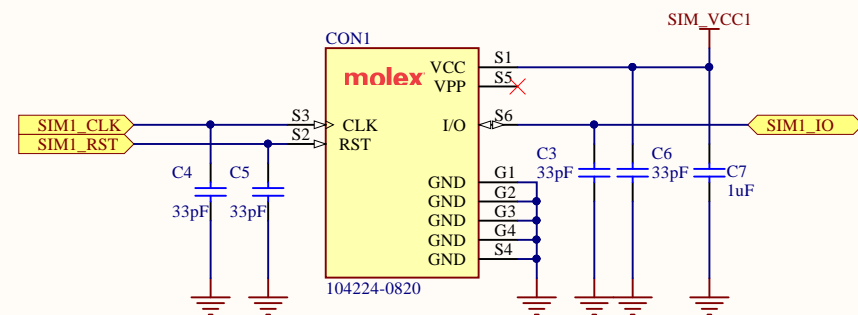 SIM_VCC1
CON1
molex
VCC S1
VPP S5
SIM1_CLK S3 CLK I/O S6 SIM1_IO
SIM1_RST S2 RST
C4 C5 C3 C6 C7
33pF 33pF 33pF 33pF 1uF
GND G1
GND G2
GND G3
GND G4
GND S4
104224-0820